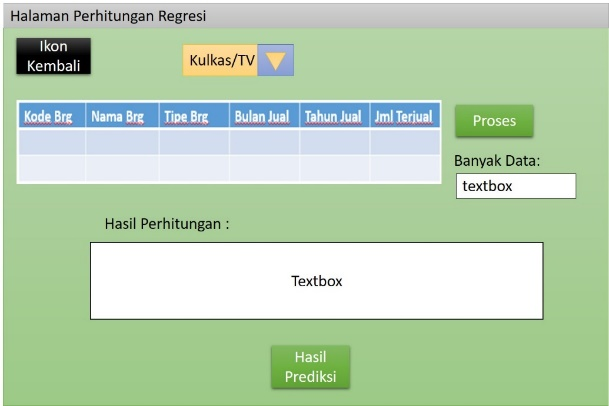 Halaman Perhitungan Regresi
Ikon
Kembali
Kulkas/TV
Kode Brg Nama Brg Tipe Brg Bulan Jual Tahun Jual Jml Terjual
Proses
Banyak Data:
textbox
Hasil Perhitungan :
Textbox
Hasil
Prediksi